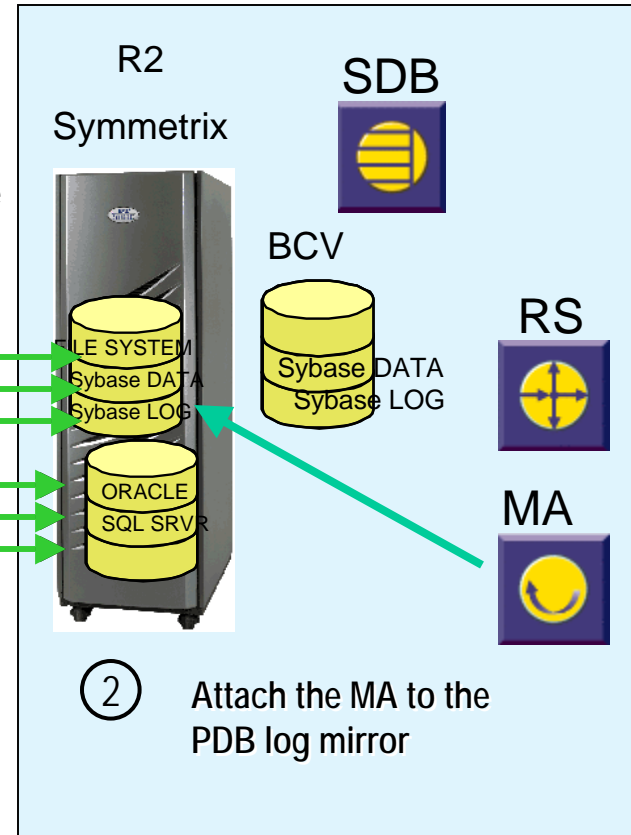 R2
Symmetrix
SDB
BCV
RS
MA
FILE SYSTEM
Sybase DATA
Sybase LOG
Sybase DATA
Sybase LOG
ORACLE
SQL SRVR
2
Attach the MA to the
PDB log mirror